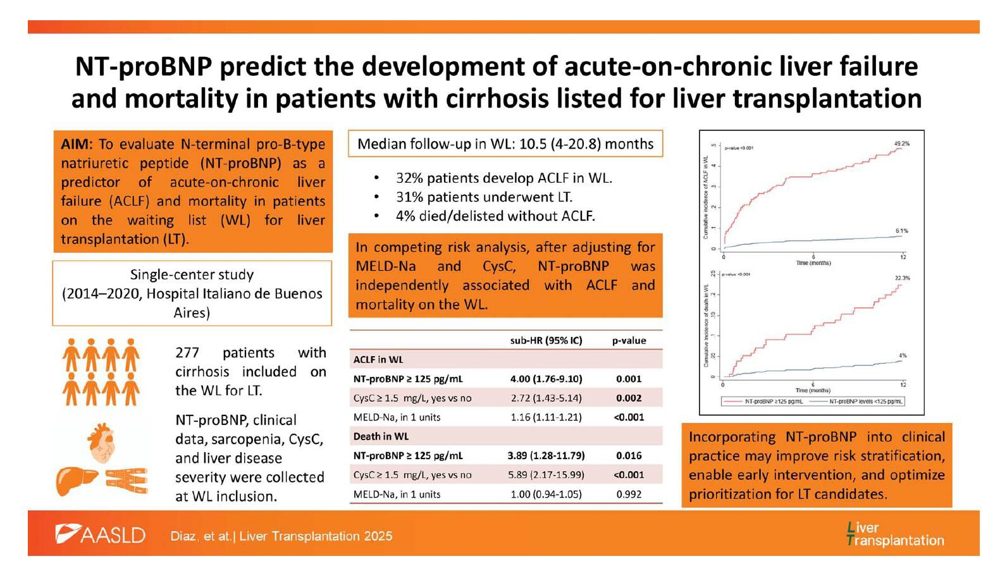 NT-proBNP predict the development of acute-on-chronic liver failure
and mortality in patients with cirrhosis listed for liver transplantation
AIM: To evaluate N-terminal pro-B-type
natriuretic peptide (NT-proBNP) as a
predictor of acute-on-chronic liver
failure (ACLF) and mortality in patients
on the waiting list (WL) for liver
transplantation (LT).
Single-center study
(2014–2020, Hospital Italiano de Buenos
Aires)
277 patients with
cirrhosis included on
the WL for LT.
NT-proBNP, clinical
data, sarcopenia, CysC,
and liver disease
severity were collected
at WL inclusion.
Median follow-up in WL: 10.5 (4-20.8) months
• 32% patients develop ACLF in WL.
• 31% patients underwent LT.
• 4% died/delisted without ACLF.
In competing risk analysis, after adjusting for
MELD-Na and CysC, NT-proBNP was
independently associated with ACLF and
mortality on the WL.
sub-HR (95% IC) p-value
ACLF in WL
NT-proBNP ≥ 125 pg/mL 4.00 (1.76-9.10) 0.001
CysC ≥ 1.5 mg/L, yes vs no 2.72 (1.43-5.14) 0.002
MELD-Na, in 1 units 1.16 (1.11-1.21) <0.001
Death in WL
NT-proBNP ≥ 125 pg/mL 3.89 (1.28-11.79) 0.016
CysC ≥ 1.5 mg/L, yes vs no 5.89 (2.17-15.99) <0.001
MELD-Na, in 1 units 1.00 (0.94-1.05) 0.992
Cumulative incidence of ACLF in WL
.5
.4
.3
.2
.1
0
p-value <0.001
49.2%
6.1%
0 6 12
Time (months)
Cumulative Incidence of death in WL
.25
.2
.15
.1
.05
0
p-value <0.001
22.3%
4%
0 6 12
Time (months)
NT-proBNP ≥125 pg/mL NT-proBNP levels <125 pg/mL
Incorporating NT-proBNP into clinical
practice may improve risk stratification,
enable early intervention, and optimize
prioritization for LT candidates.
AASLD
Diaz, et at.| Liver Transplantation 2025
Liver
Transplantation